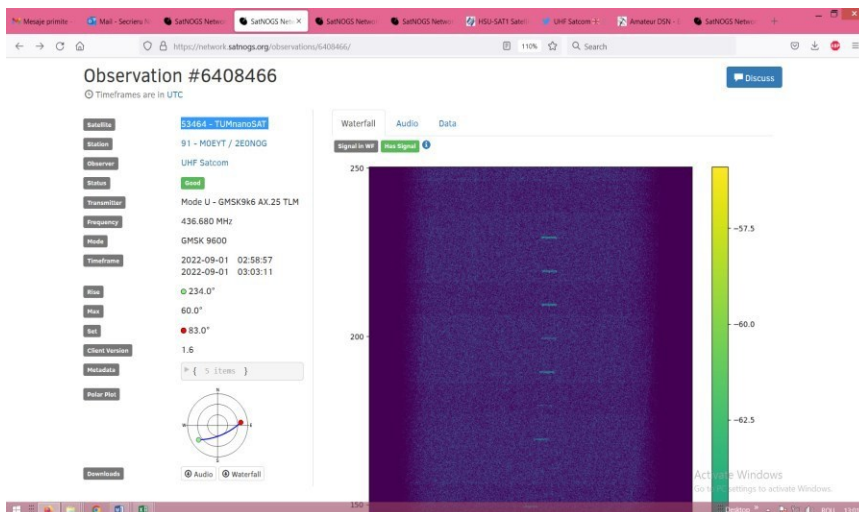 Mesaje primite
Mail - Secrieru N
SatNOGS Netwo
SatNOGS Net
SatNOGS Netwo
SatNOGS Netwo
HSU-SAT1 Satell
UHF Satcom
Amateur DSN -
SatNOGS Netwo
https://network.satnogs.org/observations/6408466/
110%
Search
Observation #6408466
Timeframes are in UTC
Discuss
Satellite 53464 - TUMnanoSAT
Station 91 - M0EYT / 2E0NOG
Observer UHF Satcom
Status Good
Transmitter Mode U - GMSK9k6 AX.25 TLM
Frequency 436.680 MHz
Mode GMSK 9600
Timeframe 2022-09-01 02:58:57
2022-09-01 03:03:11
Rise 234.0°
Max 60.0°
Set 83.0°
Client Version 1.6
Metadata { 5 items }
Polar Plot
N
W
E
S
Downloads Audio Waterfall
Waterfall Audio Data
Signal in WF Has Signal
250
200
150
−57.5
−60.0
−62.5
Activate Windows
Go to PC settings to activate Windows.
Desktop
ROU